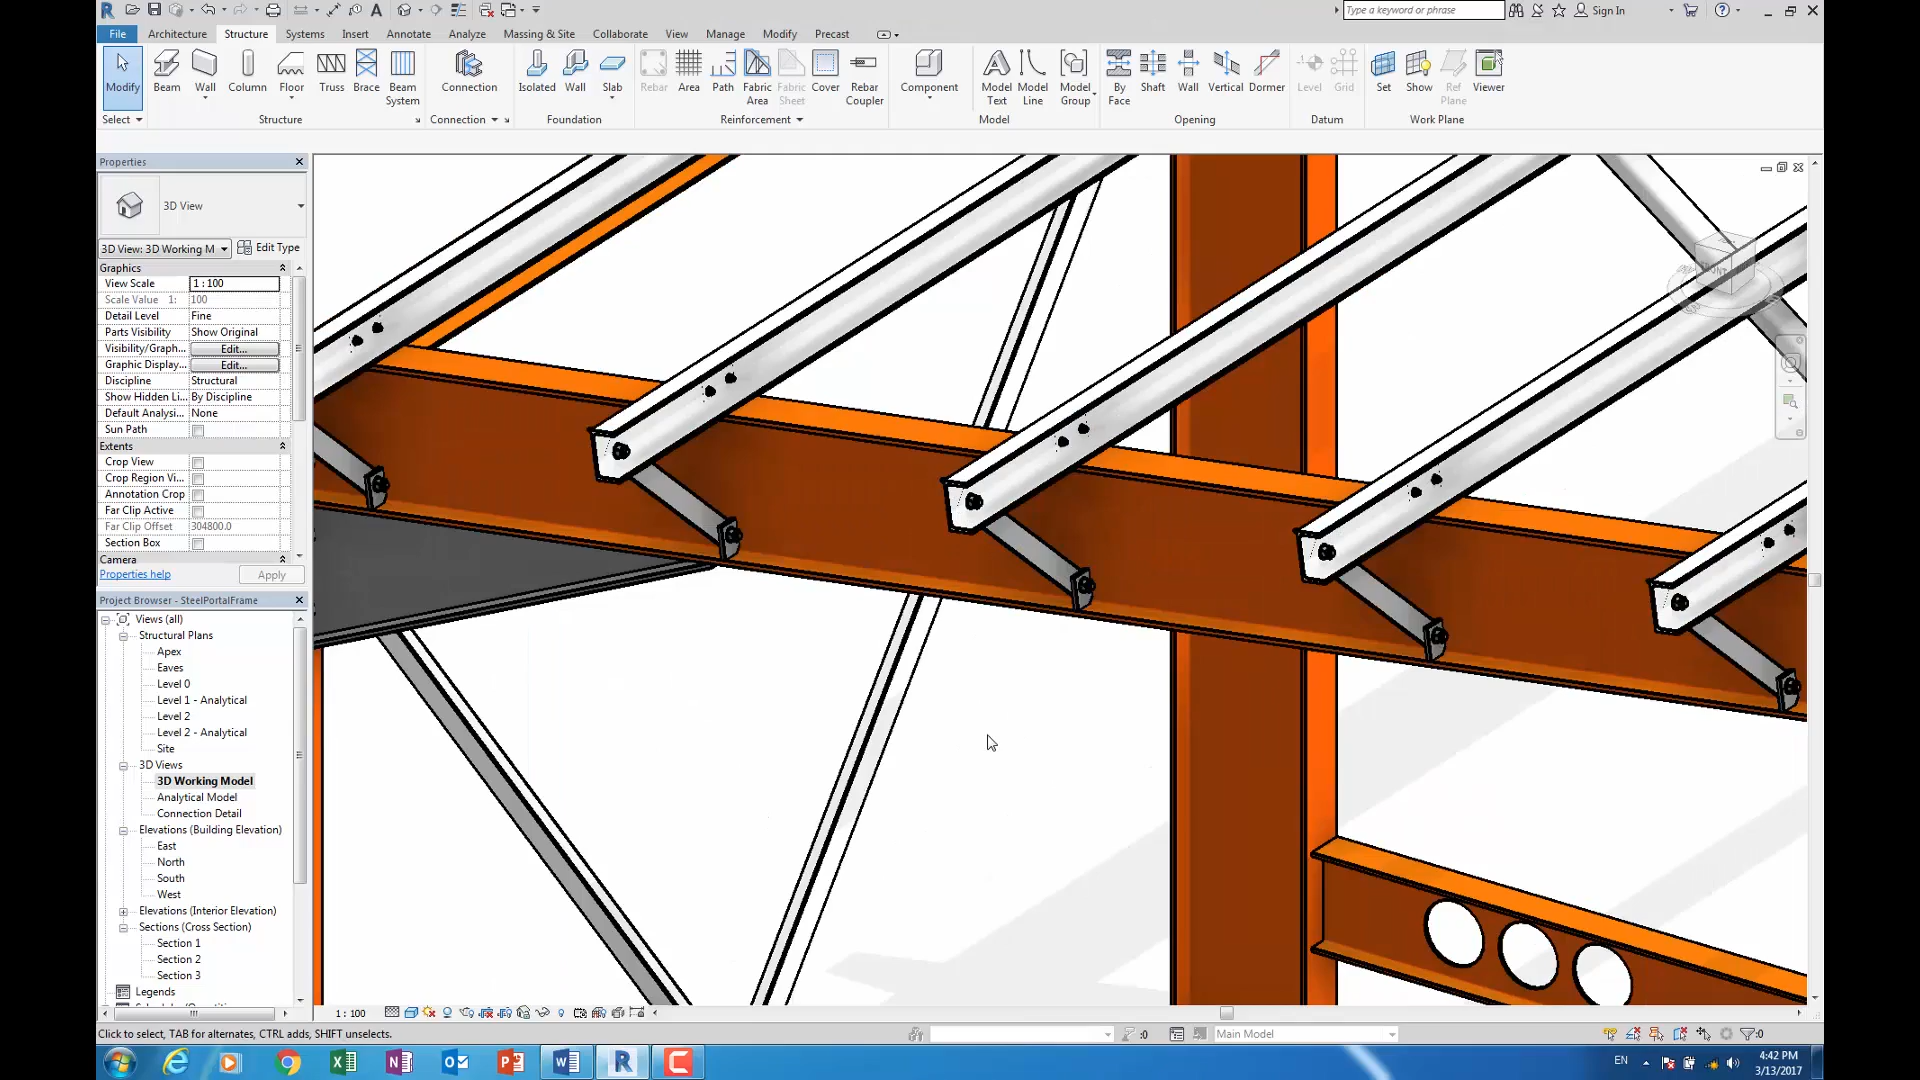 Type a keyword or phrase
Sign In
File Architecture Structure Systems Insert Annotate Analyze Massing & Site Collaborate View Manage Modify Precast
Modify
Beam
Wall
Column
Floor
Truss
Brace
Beam System
Connection
Isolated
Wall
Slab
Rebar
Area
Path
Fabric Area
Fabric Sheet
Cover
Rebar Coupler
Component
Model Text
Model Line
Model Group
By Face
Shaft
Wall
Vertical
Dormer
Level
Grid
Set
Show
Ref Plane
Viewer
Select
Structure
Connection
Foundation
Reinforcement
Model
Opening
Datum
Work Plane
Properties
3D View
3D View: 3D Working M
Edit Type
Graphics
View Scale 1 : 100
Scale Value 1: 100
Detail Level Fine
Parts Visibility Show Original
Visibility/Graph... Edit...
Graphic Display... Edit...
Discipline Structural
Show Hidden Li... By Discipline
Default Analysi... None
Sun Path
Extents
Crop View
Crop Region Vi...
Annotation Crop
Far Clip Active
Far Clip Offset 304800.0
Section Box
Camera
Properties help
Apply
Project Browser - SteelPortalFrame
Views (all)
Structural Plans
Apex
Eaves
Level 0
Level 1 - Analytical
Level 2
Level 2 - Analytical
Site
3D Views
3D Working Model
Analytical Model
Connection Detail
Elevations (Building Elevation)
East
North
South
West
Elevations (Interior Elevation)
Sections (Cross Section)
Section 1
Section 2
Section 3
Legends
FRONT
1 : 100
Click to select, TAB for alternates, CTRL adds, SHIFT unselects.
:0
Main Model
:0
EN
4:42 PM
3/13/2017